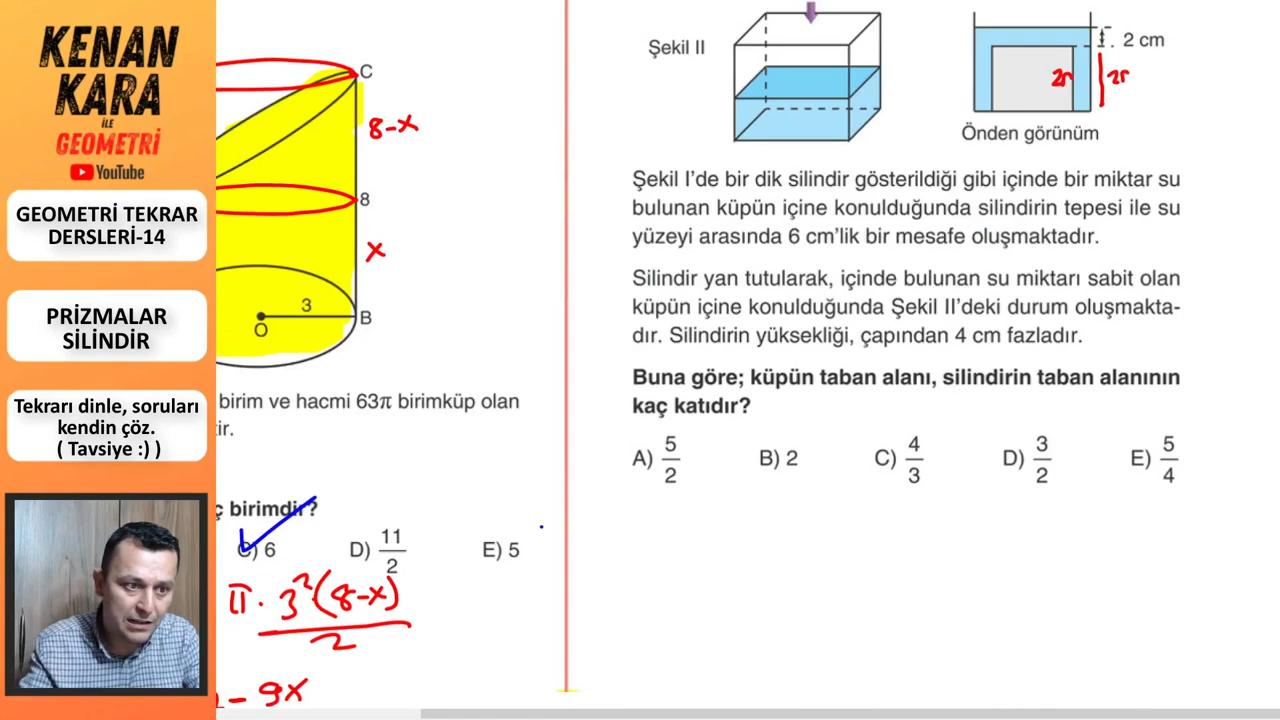 KENAN
KARA
İLE
GEOMETRİ
YouTube
GEOMETRİ TEKRAR
DERSLERİ-14
PRİZMALAR
SİLİNDİR
Tekrarı dinle, soruları
kendin çöz.
( Tavsiye :) )
C
8-x
8
x
3
O
B
birim ve hacmi 63π birimküp olan
tir.
ç birimdir?
C) 6
D) 11/2
E) 5
π. 3²(8-x)
2
- 9x
Şekil II
2 cm
2r
2r
Önden görünüm
Şekil I'de bir dik silindir gösterildiği gibi içinde bir miktar su
bulunan küpün içine konulduğunda silindirin tepesi ile su
yüzeyi arasında 6 cm'lik bir mesafe oluşmaktadır.
Silindir yan tutularak, içinde bulunan su miktarı sabit olan
küpün içine konulduğunda Şekil II'deki durum oluşmakta-
dır. Silindirin yüksekliği, çapından 4 cm fazladır.
Buna göre; küpün taban alanı, silindirin taban alanının
kaç katıdır?
A) 5/2
B) 2
C) 4/3
D) 3/2
E) 5/4